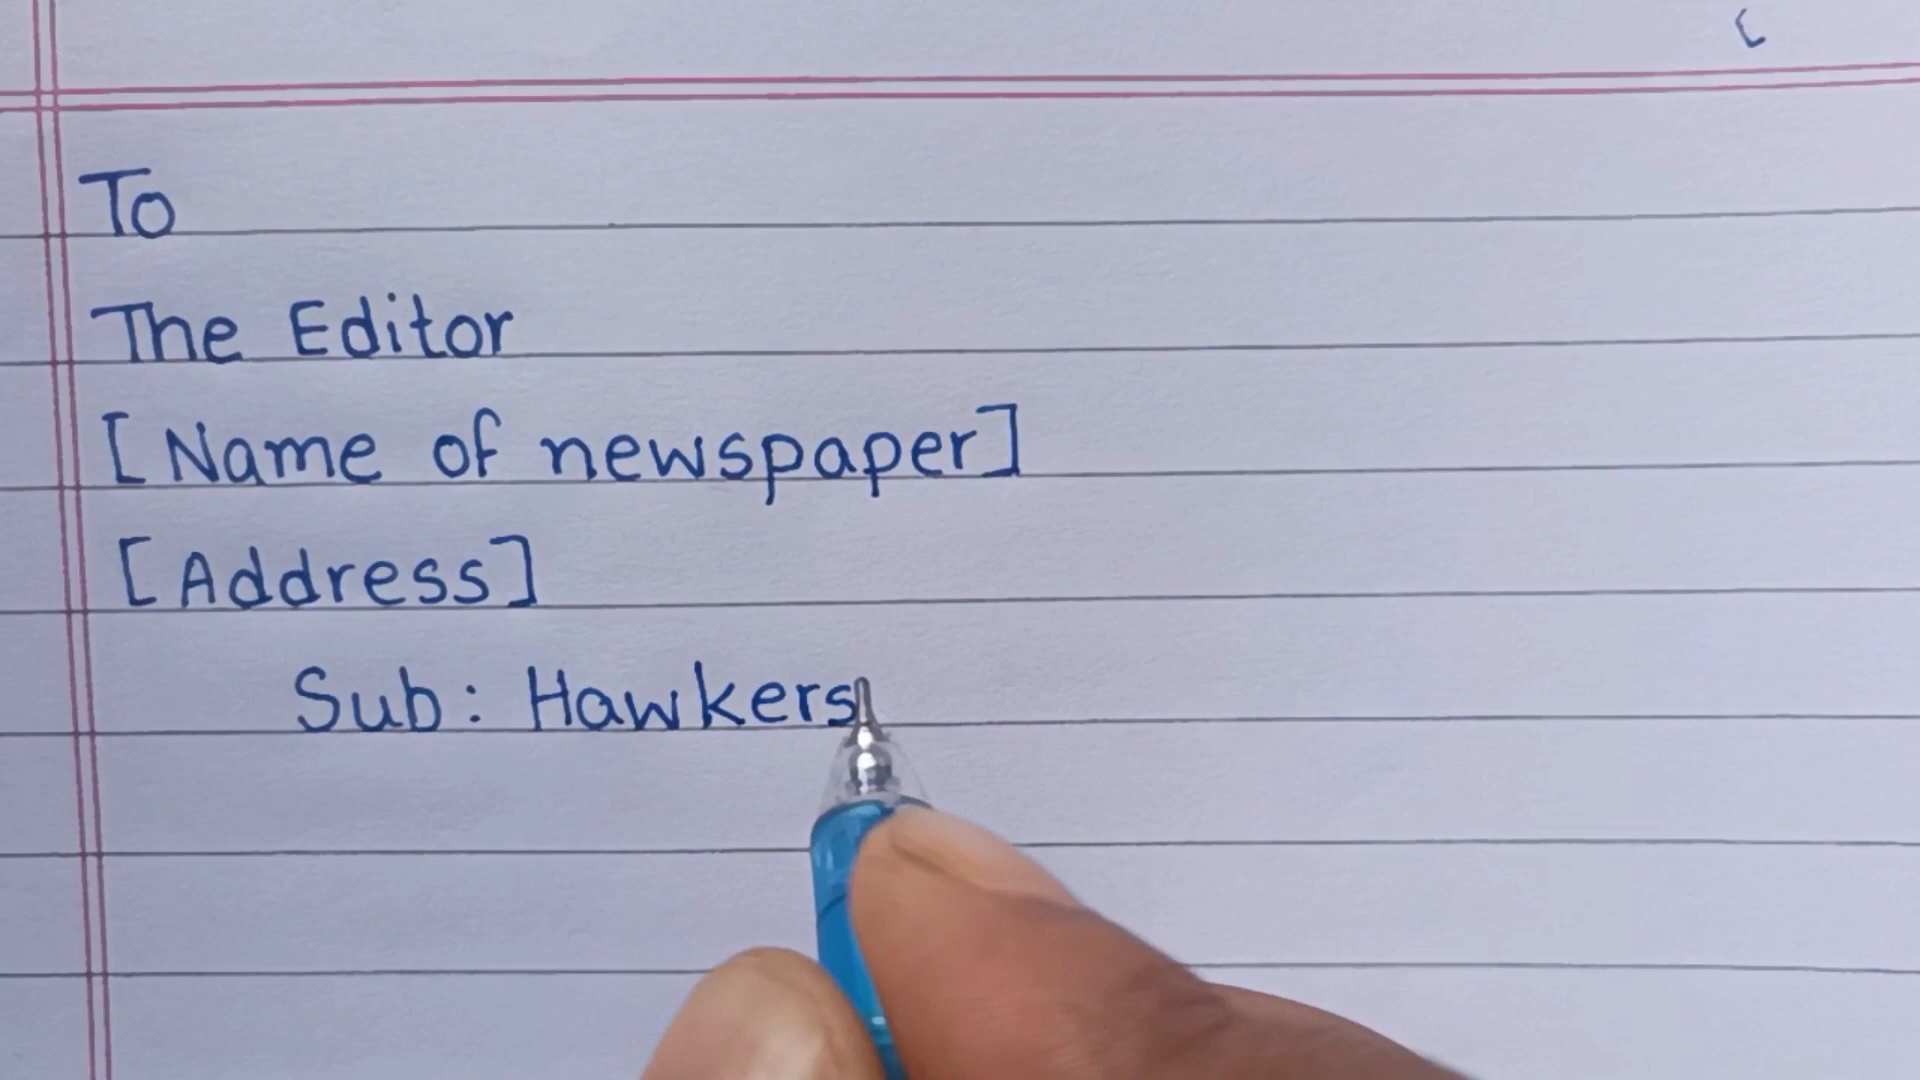 To
The Editor
[Name of newspaper]
[Address]
Sub: Hawkers